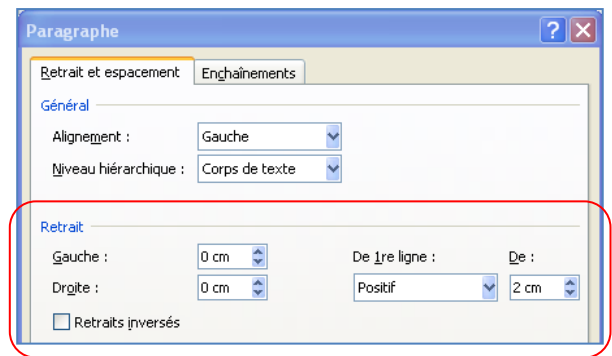 Paragraphe
Retrait et espacement Enchaînements
Général
Alignement : Gauche
Niveau hiérarchique : Corps de texte
Retrait
Gauche : 0 cm De 1re ligne : De :
Droite : 0 cm Positif 2 cm
Retraits inversés